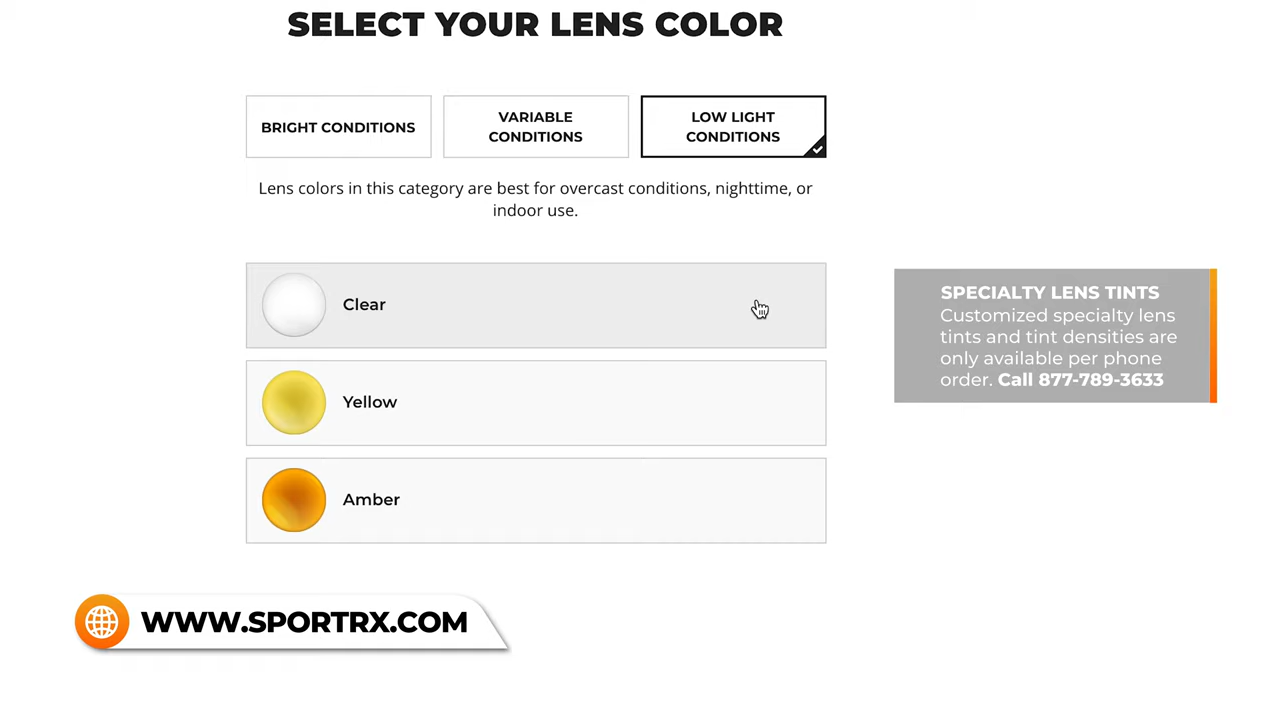 SELECT YOUR LENS COLOR
BRIGHT CONDITIONS
VARIABLE
CONDITIONS
LOW LIGHT
CONDITIONS
Lens colors in this category are best for overcast conditions, nighttime, or
indoor use.
Clear
Yellow
Amber
SPECIALTY LENS TINTS
Customized specialty lens
tints and tint densities are
only available per phone
order. Call 877-789-3633
WWW.SPORTRX.COM